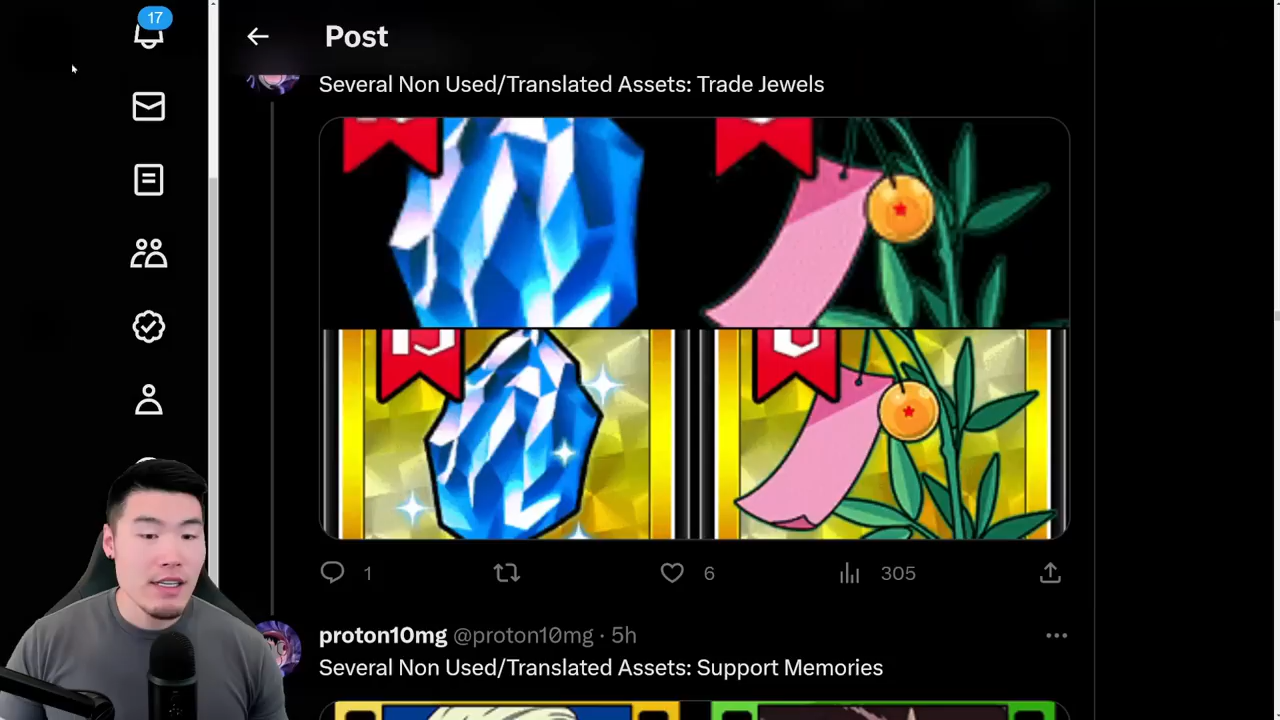 17
Post
Several Non Used/Translated Assets: Trade Jewels
1
6
305
proton10mg @proton10mg · 5h
Several Non Used/Translated Assets: Support Memories